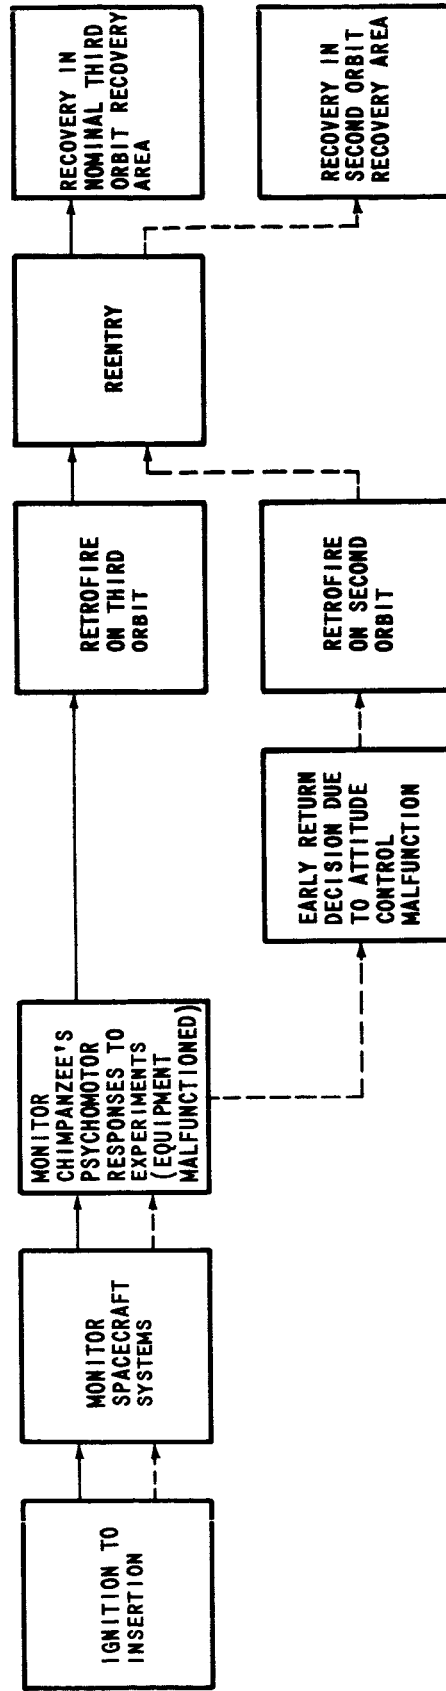 IGNITION TO
INSERTION
MONITOR
SPACECRAFT
SYSTEMS
MONITOR
CHIMPANZEE'S
PSYCHOMOTOR
RESPONSES TO
EXPERIMENTS
(EQUIPMENT
MALFUNCTIONED)
RETROFIRE
ON THIRD
ORBIT
REENTRY
RECOVERY IN
NOMINAL THIRD
ORBIT RECOVERY
AREA
EARLY RETURN
DECISION DUE
TO ATTITUDE
CONTROL
MALFUNCTION
RETROFIRE
ON SECOND
ORBIT
RECOVERY IN
SECOND ORBIT
RECOVERY AREA